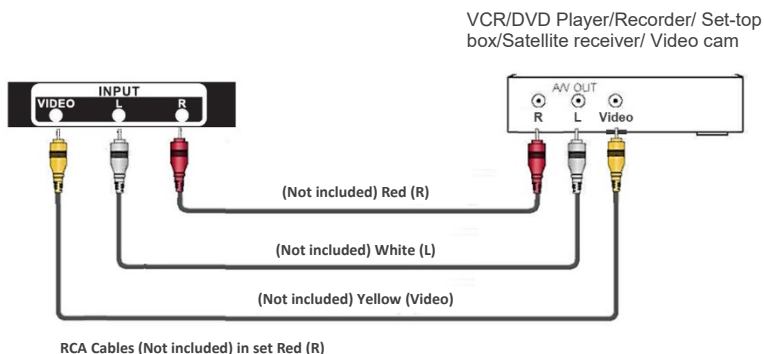 VCR/DVD Player/Recorder/ Set-top
box/Satellite receiver/ Video cam
INPUT
VIDEO L R
A/V OUT
R L Video
(Not included) Red (R)
(Not included) White (L)
(Not included) Yellow (Video)
RCA Cables (Not included) in set Red (R)